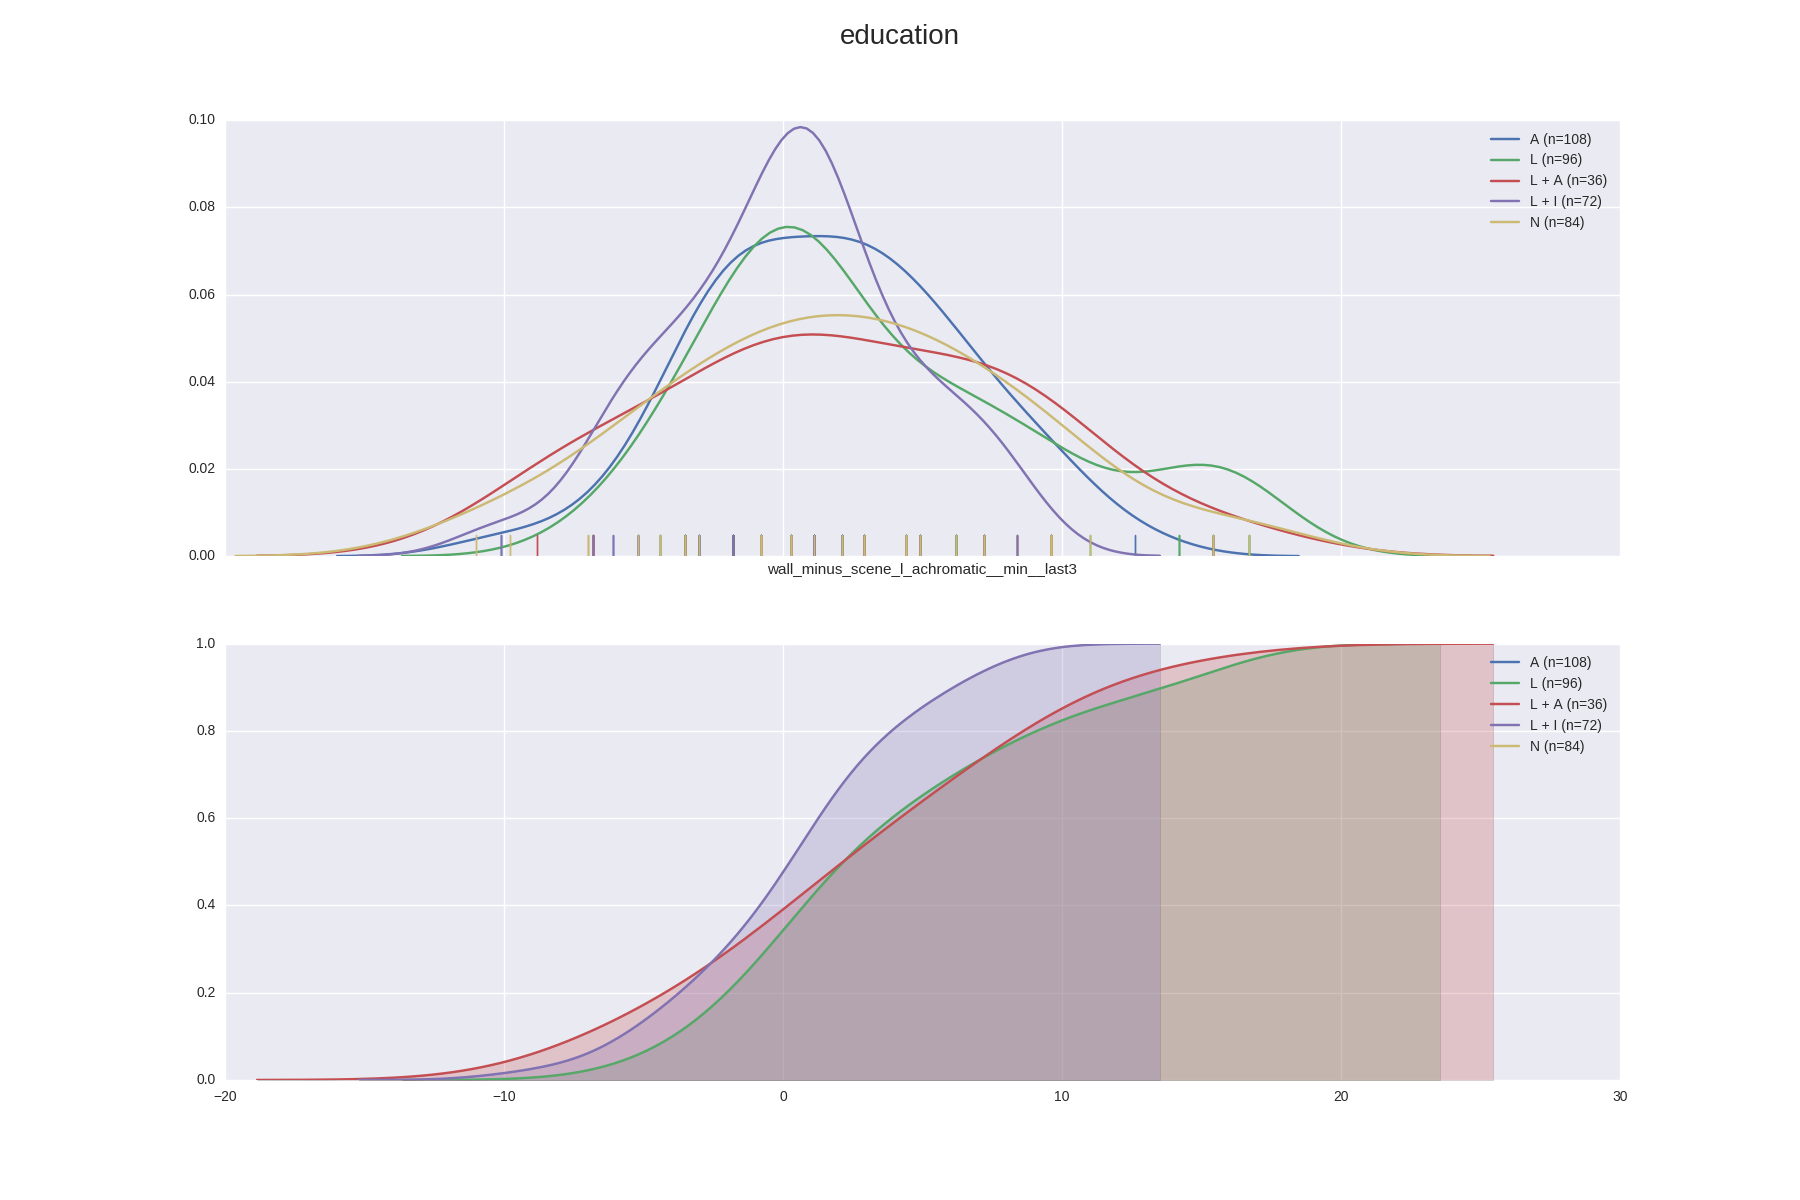 education
0.10
0.08
0.06
0.04
0.02
0.00
A (n=108)
L (n=96)
L + A (n=36)
L + I (n=72)
N (n=84)
wall_minus_scene_l_achromatic__min__last3
1.0
0.8
0.6
0.4
0.2
0.0
A (n=108)
L (n=96)
L + A (n=36)
L + I (n=72)
N (n=84)
−20 −10 0 10 20 30